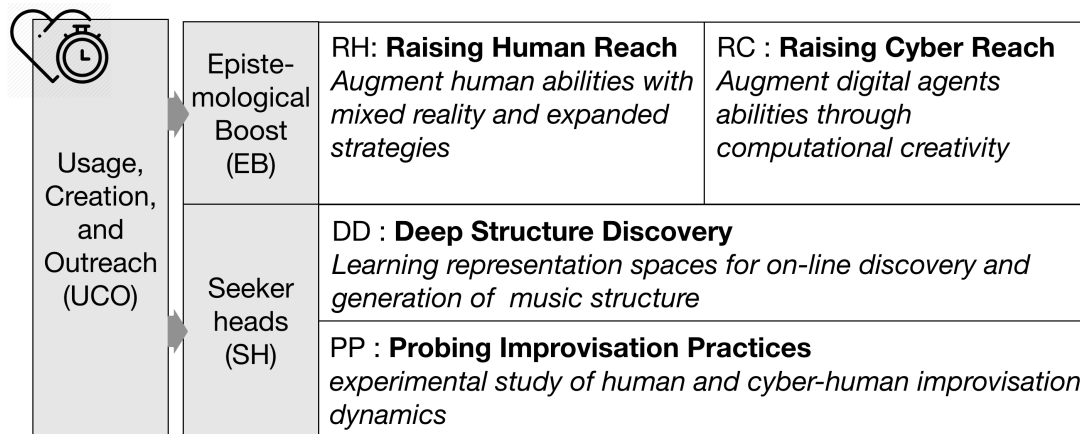 Usage,
Creation,
and
Outreach
(UCO)
Episte-
mological
Boost
(EB)
RH: Raising Human Reach
Augment human abilities with
mixed reality and expanded
strategies
RC : Raising Cyber Reach
Augment digital agents
abilities through
computational creativity
Seeker
heads
(SH)
DD : Deep Structure Discovery
Learning representation spaces for on-line discovery and
generation of  music structure
PP : Probing Improvisation Practices
experimental study of human and cyber-human improvisation
dynamics